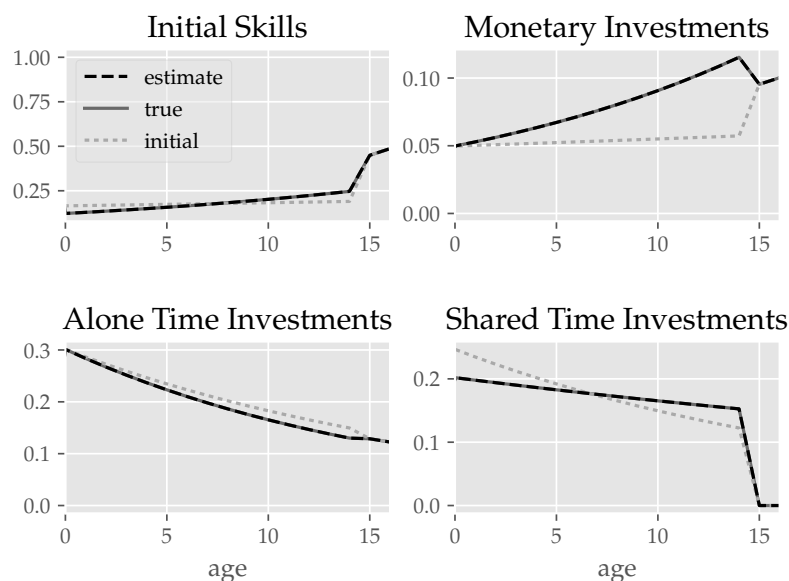 Initial Skills
1.00
0.75
0.50
0.25
estimate
true
initial
0 5 10 15
Monetary Investments
0.10
0.05
0.00
0 5 10 15
Alone Time Investments
0.3
0.2
0.1
0.0
0 5 10 15
age
Shared Time Investments
0.2
0.1
0.0
0 5 10 15
age